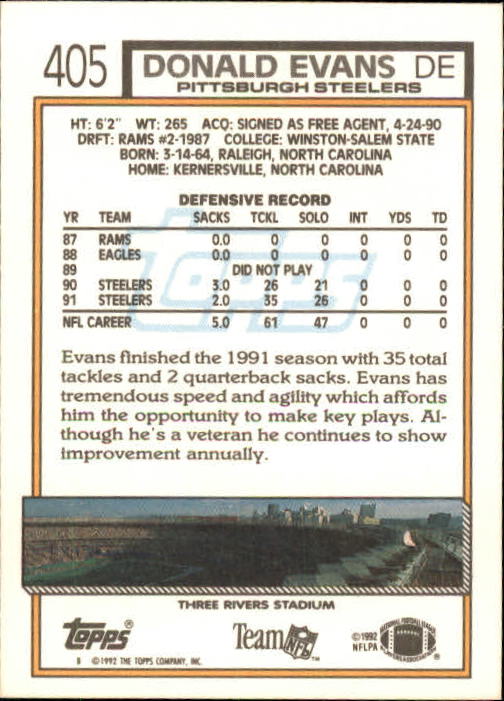 405 DONALD EVANS DE
PITTSBURGH STEELERS
HT: 6'2" WT: 265 ACQ: SIGNED AS FREE AGENT, 4-24-90
DRFT: RAMS #2-1987 COLLEGE: WINSTON-SALEM STATE
BORN: 3-14-64, RALEIGH, NORTH CAROLINA
HOME: KERNERSVILLE, NORTH CAROLINA
Topps
DEFENSIVE RECORD
YR TEAM SACKS TCKL SOLO INT YDS TD
87 RAMS 0.0 0 0 0 0 0
88 EAGLES 0.0 0 0 0 0 0
89 DID NOT PLAY
90 STEELERS 3.0 26 21 0 0 0
91 STEELERS 2.0 35 26 0 0 0
NFL CAREER 5.0 61 47 0 0 0
Evans finished the 1991 season with 35 total
tackles and 2 quarterback sacks. Evans has
tremendous speed and agility which affords
him the opportunity to make key plays. Al-
though he's a veteran he continues to show
improvement annually.
THREE RIVERS STADIUM
Topps® Team NFL™ ©1992
NFLPA
B ©1992 THE TOPPS COMPANY, INC.